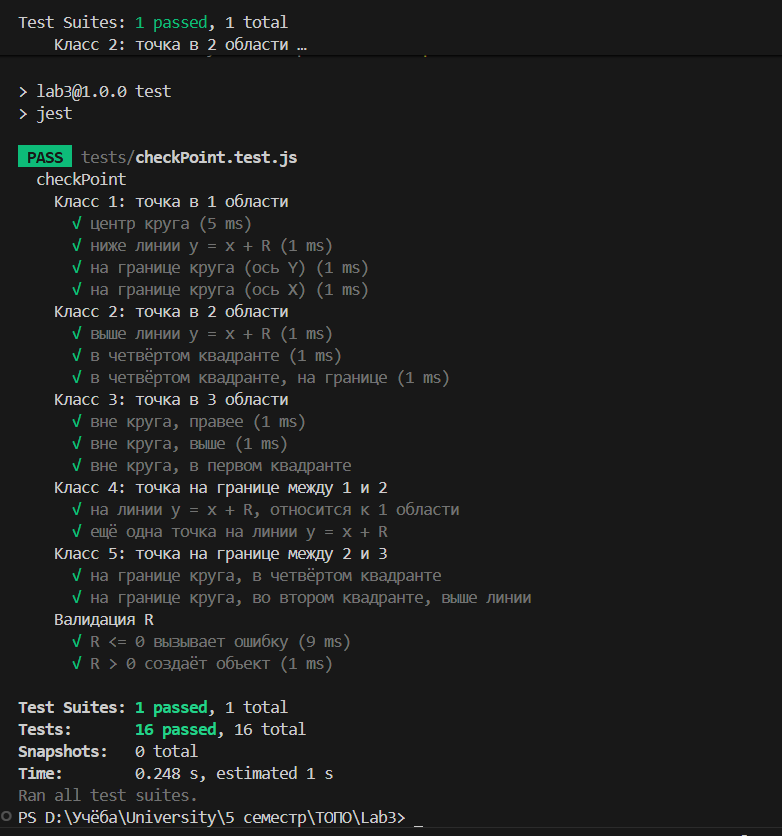 Test Suites: 1 passed, 1 total
Класс 2: точка в 2 области …
> lab3@1.0.0 test
> jest
PASS tests/checkPoint.test.js
checkPoint
Класс 1: точка в 1 области
√ центр круга (5 ms)
√ ниже линии y = x + R (1 ms)
√ на границе круга (ось Y) (1 ms)
√ на границе круга (ось X) (1 ms)
Класс 2: точка в 2 области
√ выше линии y = x + R (1 ms)
√ в четвёртом квадранте (1 ms)
√ в четвёртом квадранте, на границе (1 ms)
Класс 3: точка в 3 области
√ вне круга, правее (1 ms)
√ вне круга, выше (1 ms)
√ вне круга, в первом квадранте
Класс 4: точка на границе между 1 и 2
√ на линии y = x + R, относится к 1 области
√ ещё одна точка на линии y = x + R
Класс 5: точка на границе между 2 и 3
√ на границе круга, в четвёртом квадранте
√ на границе круга, во втором квадранте, выше линии
Валидация R
√ R <= 0 вызывает ошибку (9 ms)
√ R > 0 создаёт объект (1 ms)
Test Suites: 1 passed, 1 total
Tests: 16 passed, 16 total
Snapshots: 0 total
Time: 0.248 s, estimated 1 s
Ran all test suites.
PS D:\Учёба\University\5 семестр\ТОПО\Lab3> _